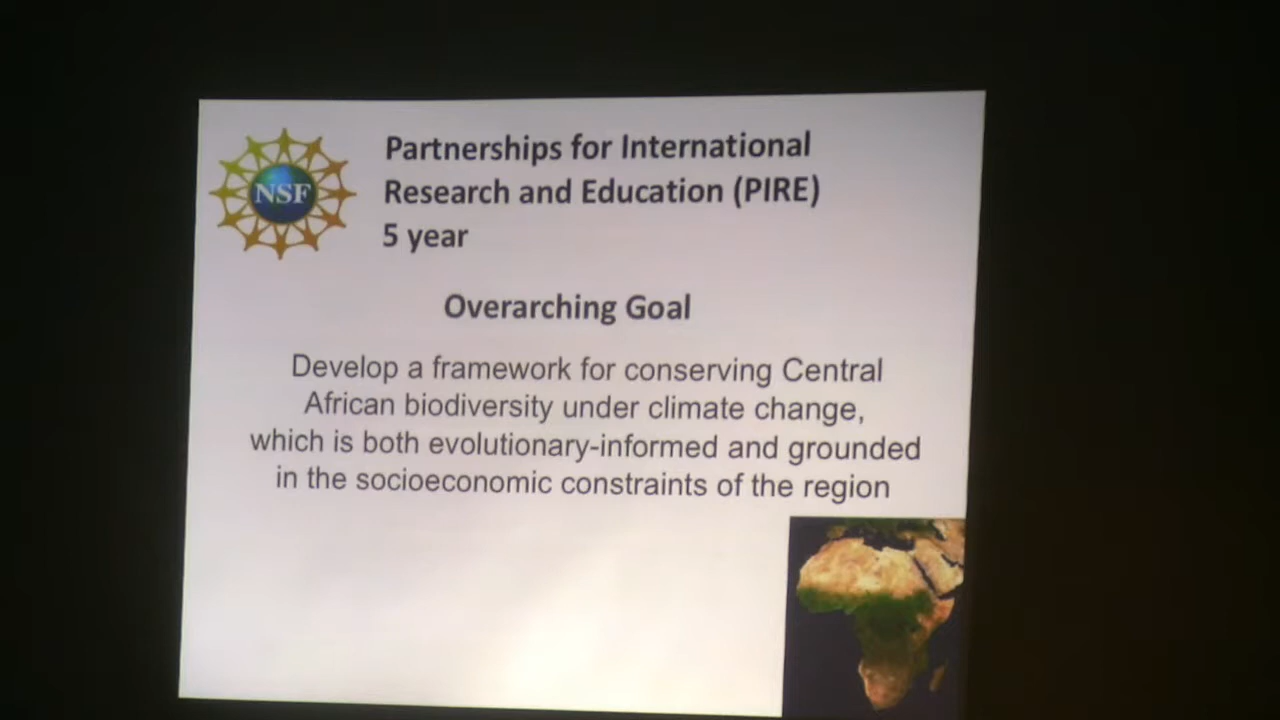 NSF
Partnerships for International
Research and Education (PIRE)
5 year
Overarching Goal
Develop a framework for conserving Central
African biodiversity under climate change,
which is both evolutionary-informed and grounded
in the socioeconomic constraints of the region